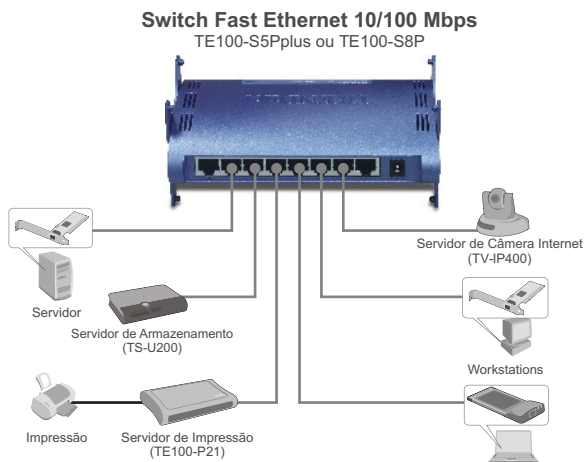 Switch Fast Ethernet 10/100 Mbps
TE100-S5Pplus ou TE100-S8P
Servidor de Câmera Internet
(TV-IP400)
Servidor
Servidor de Armazenamento
(TS-U200)
Workstations
Impressão
Servidor de Impressão
(TE100-P21)